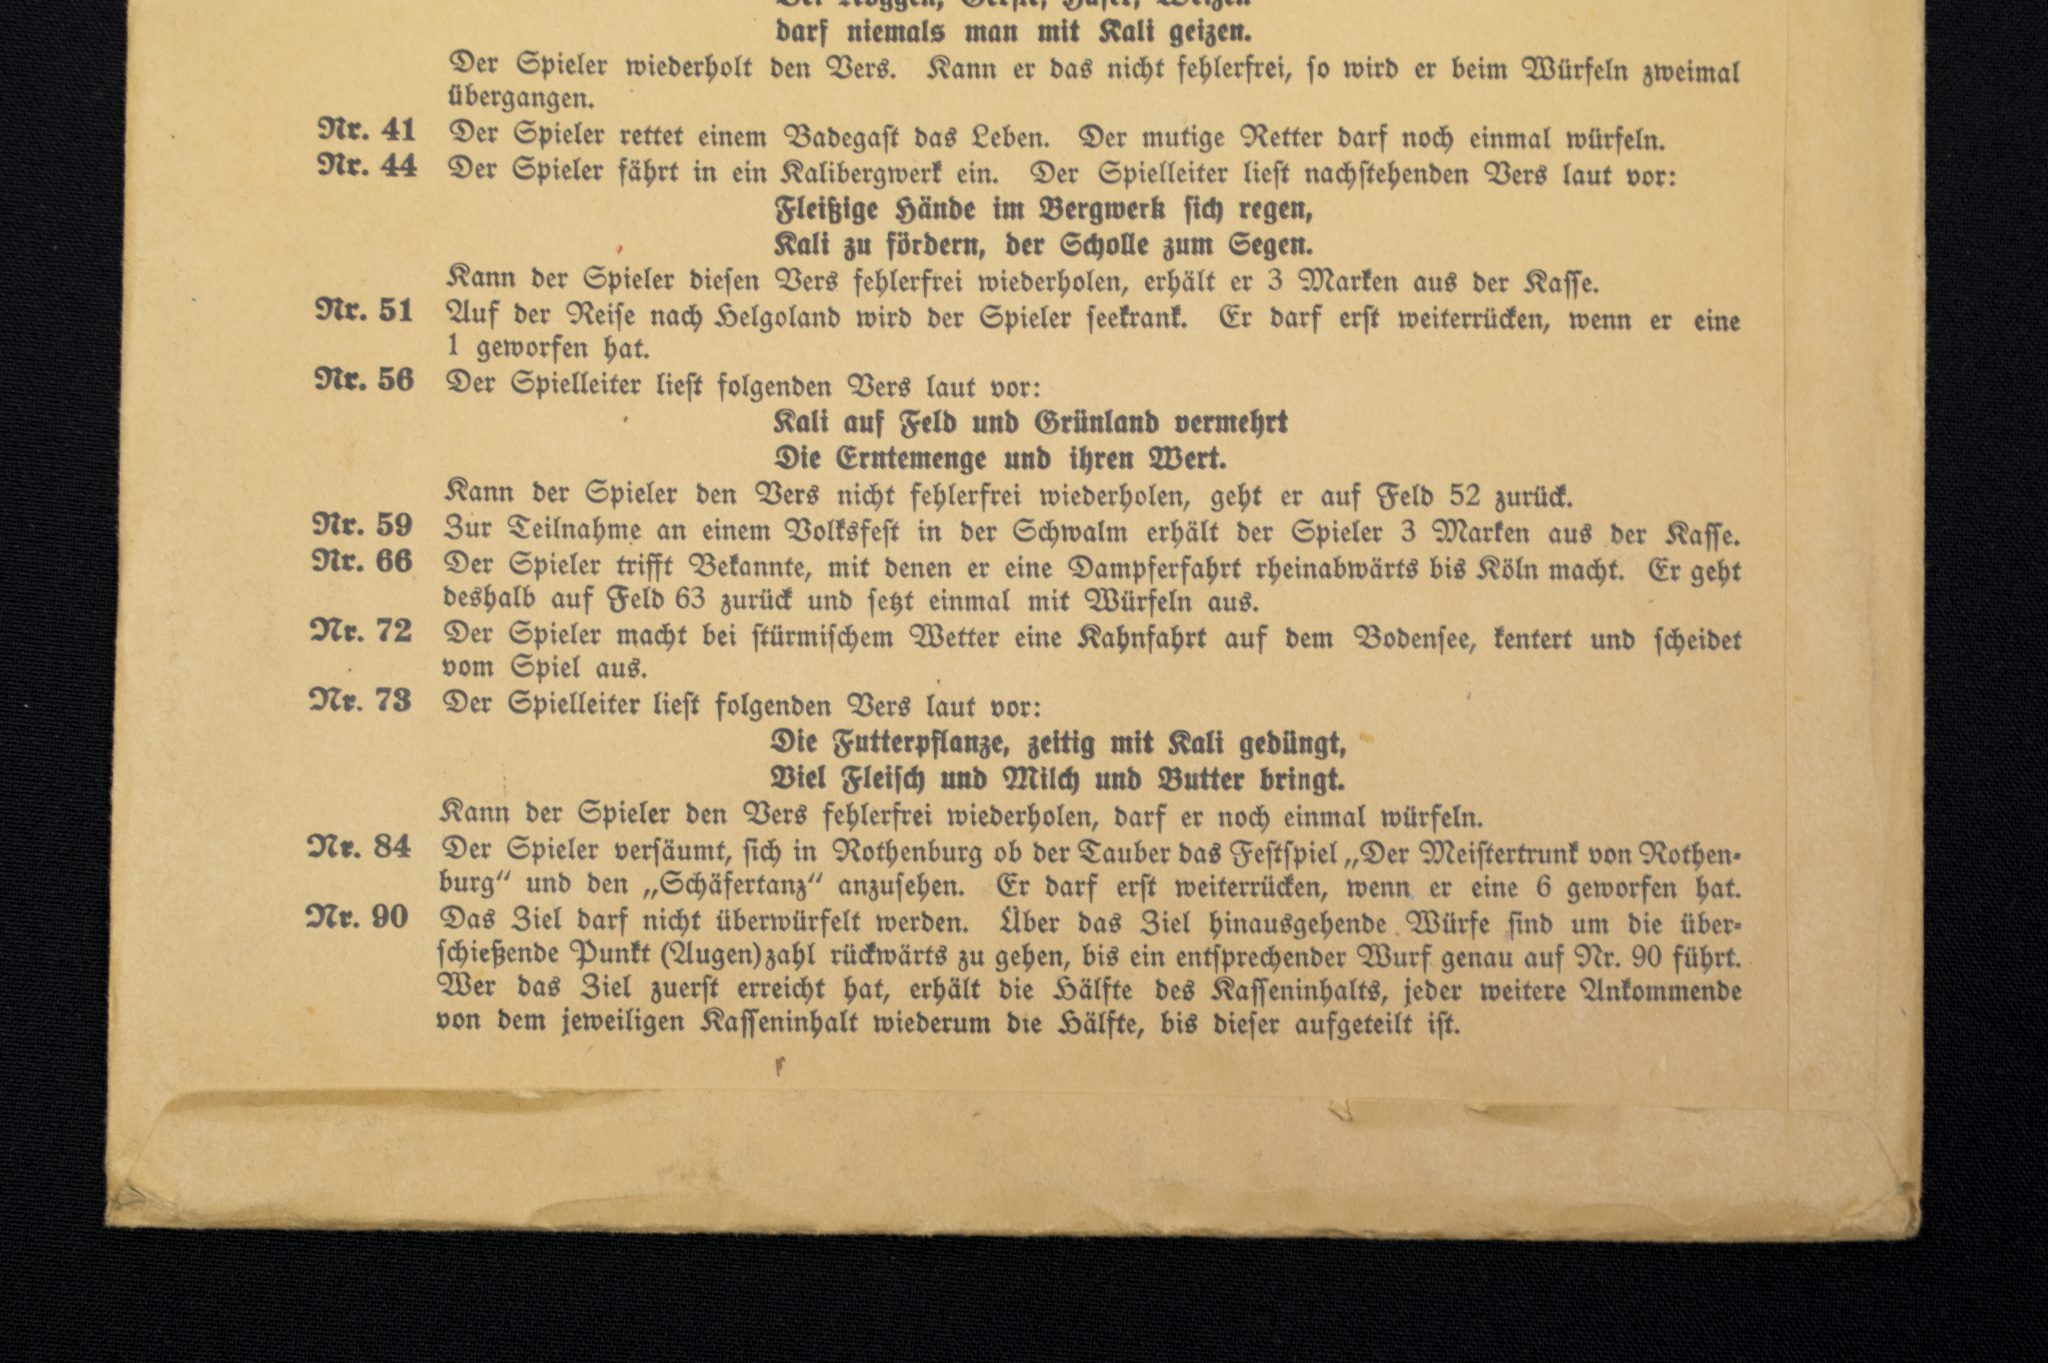 Bei Roggen, Gerste, Hafer, Weizen
darf niemals man mit Kali geizen.
Der Spieler wiederholt den Vers. Kann er das nicht fehlerfrei, so wird er beim Würfeln zweimal
übergangen.
Nr. 41 Der Spieler rettet einem Badegast das Leben. Der mutige Retter darf noch einmal würfeln.
Nr. 44 Der Spieler fährt in ein Kalibergwerk ein. Der Spielleiter liest nachstehenden Vers laut vor:
Fleißige Hände im Bergwerk sich regen,
Kali zu fördern, der Scholle zum Segen.
Kann der Spieler diesen Vers fehlerfrei wiederholen, erhält er 3 Marken aus der Kasse.
Nr. 51 Auf der Reise nach Helgoland wird der Spieler seekrank. Er darf erst weiterrücken, wenn er eine
1 geworfen hat.
Nr. 56 Der Spielleiter liest folgenden Vers laut vor:
Kali auf Feld und Grünland vermehrt
Die Erntemenge und ihren Wert.
Kann der Spieler den Vers nicht fehlerfrei wiederholen, geht er auf Feld 52 zurück.
Nr. 59 Zur Teilnahme an einem Volksfest in der Schwalm erhält der Spieler 3 Marken aus der Kasse.
Nr. 66 Der Spieler trifft Bekannte, mit denen er eine Dampferfahrt rheinabwärts bis Köln macht. Er geht
deshalb auf Feld 63 zurück und setzt einmal mit Würfeln aus.
Nr. 72 Der Spieler macht bei stürmischem Wetter eine Kahnfahrt auf dem Bodensee, kentert und scheidet
vom Spiel aus.
Nr. 73 Der Spielleiter liest folgenden Vers laut vor:
Die Futterpflanze, zeitig mit Kali gedüngt,
Viel Fleisch und Milch und Butter bringt.
Kann der Spieler den Vers fehlerfrei wiederholen, darf er noch einmal würfeln.
Nr. 84 Der Spieler versäumt, sich in Rothenburg ob der Tauber das Festspiel „Der Meistertrunk von Rothen-
burg“ und den „Schäfertanz“ anzusehen. Er darf erst weiterrücken, wenn er eine 6 geworfen hat.
Nr. 90 Das Ziel darf nicht überwürfelt werden. Über das Ziel hinausgehende Würfe sind um die über-
schießende Punkt (Augen)zahl rückwärts zu gehen, bis ein entsprechender Wurf genau auf Nr. 90 führt.
Wer das Ziel zuerst erreicht hat, erhält die Hälfte des Kasseninhalts, jeder weitere Ankommende
von dem jeweiligen Kasseninhalt wiederum die Hälfte, bis dieser aufgeteilt ist.